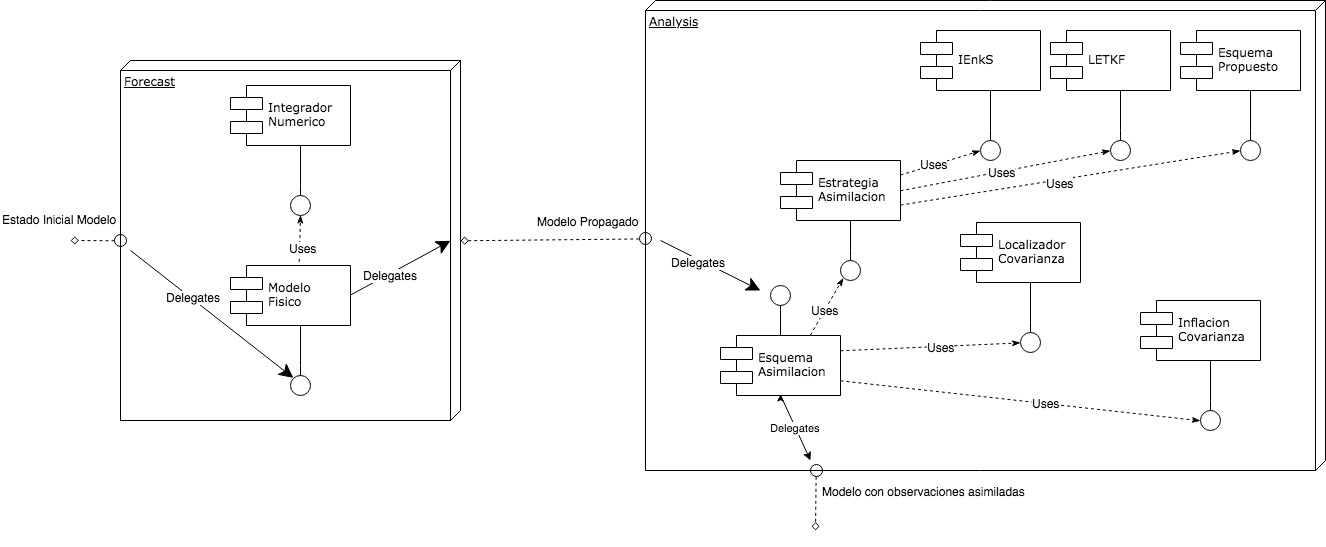 Analysis
IEnkS
LETKF
Esquema
Propuesto
Forecast
Integrador
Numerico
Uses
Uses
Uses
Estrategia
Asimilacion
Estado Inicial Modelo
Modelo Propagado
Uses
Localizador
Covarianza
Delegates
Delegates
Delegates
Modelo
Fisico
Uses
Inflacion
Covarianza
Uses
Esquema
Asimilacion
Uses
Delegates
Modelo con observaciones asimiladas